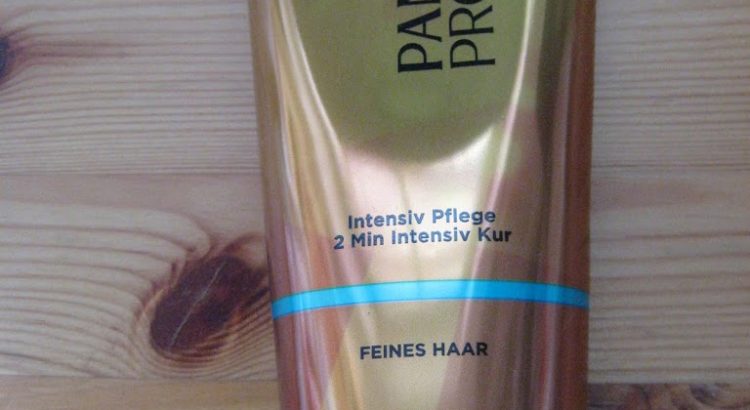 Intensiv Pflege
2 Min Intensiv Kur
FEINES HAAR